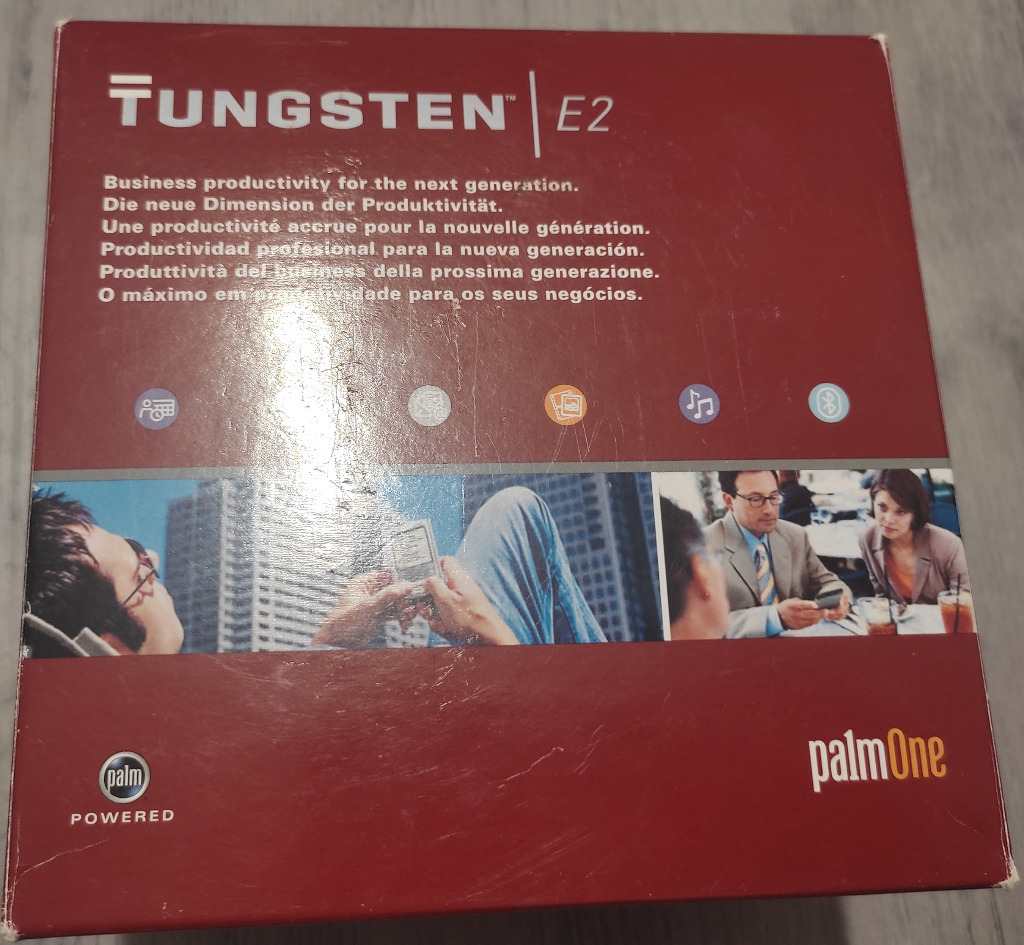 TUNGSTEN™ | E2
Business productivity for the next generation.
Die neue Dimension der Produktivität.
Une productivité accrue pour la nouvelle génération.
Productividad profesional para la nueva generación.
Produttività del business della prossima generazione.
O máximo em produtividade para os seus negócios.
palm
POWERED
palmOne